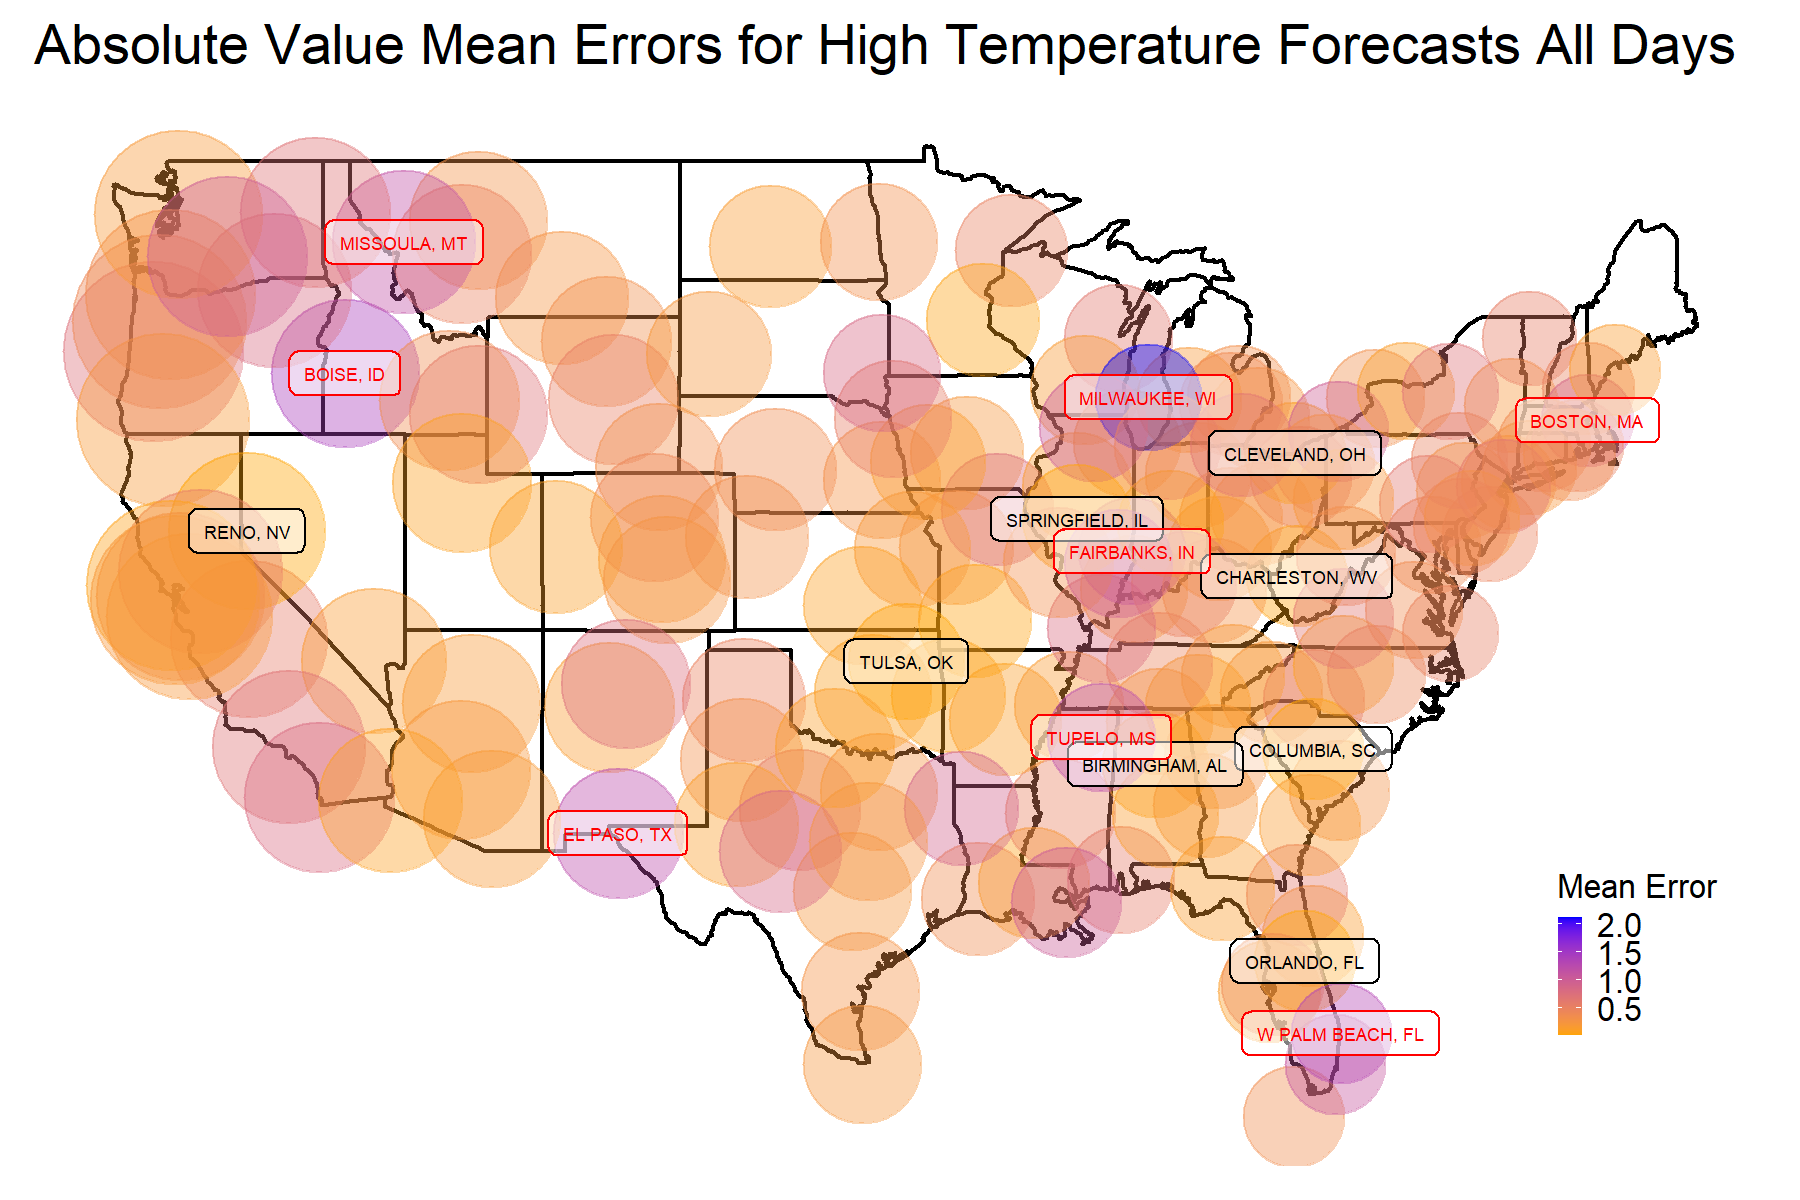 Absolute Value Mean Errors for High Temperature Forecasts All Days
MISSOULA, MT
BOISE, ID
MILWAUKEE, WI
BOSTON, MA
CLEVELAND, OH
RENO, NV
SPRINGFIELD, IL
FAIRBANKS, IN
CHARLESTON, WV
TULSA, OK
TUPELO, MS
COLUMBIA, SC
BIRMINGHAM, AL
EL PASO, TX
Mean Error
2.0
1.5
1.0
0.5
ORLANDO, FL
W PALM BEACH, FL